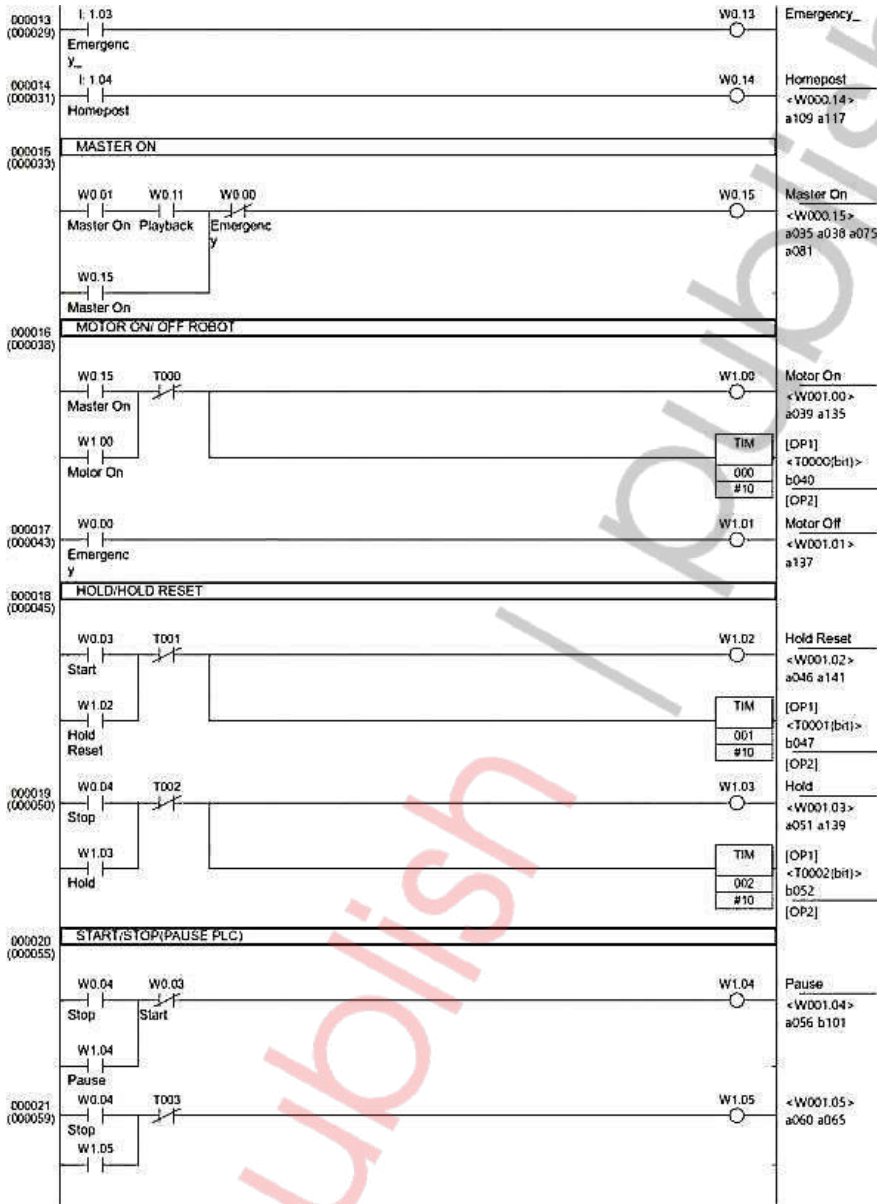 000013 I: 1.03 W0.13 Emergency_
(000029)
Emergenc
y_
000014 I: 1.04 W0.14 Homepost
(000031) <W000.14>
Homepost a109 a117
000015 MASTER ON
(000033)
W0.01 W0.11 W0.00 W0.15 Master On
Master On Playback Emergenc <W000.15>
y a035 a038 a075
a081
W0.15
Master On
000016 MOTOR ON/ OFF ROBOT
(000038)
W0.15 T000 W1.00 Motor On
Master On <W001.00>
a039 a135
W1.00 TIM [OP1]
Motor On <T0000(bit)>
000 b040
#10 [OP2]
000017 W0.00 W1.01 Motor Off
(000043) <W001.01>
Emergenc a137
y
000018 HOLD/HOLD RESET
(000045)
W0.03 T001 W1.02 Hold Reset
Start <W001.02>
a046 a141
W1.02 TIM [OP1]
Hold <T0001(bit)>
Reset 001 b047
#10 [OP2]
000019 W0.04 T002 W1.03 Hold
(000050) <W001.03>
Stop a051 a139
W1.03 TIM [OP1]
Hold <T0002(bit)>
002 b052
#10 [OP2]
000020 START/STOP(PAUSE PLC)
(000055)
W0.04 W0.03 W1.04 Pause
Stop Start <W001.04>
a056 b101
W1.04
Pause
000021 W0.04 T003 W1.05 <W001.05>
(000059) a060 a065
Stop
W1.05
ublish | publish